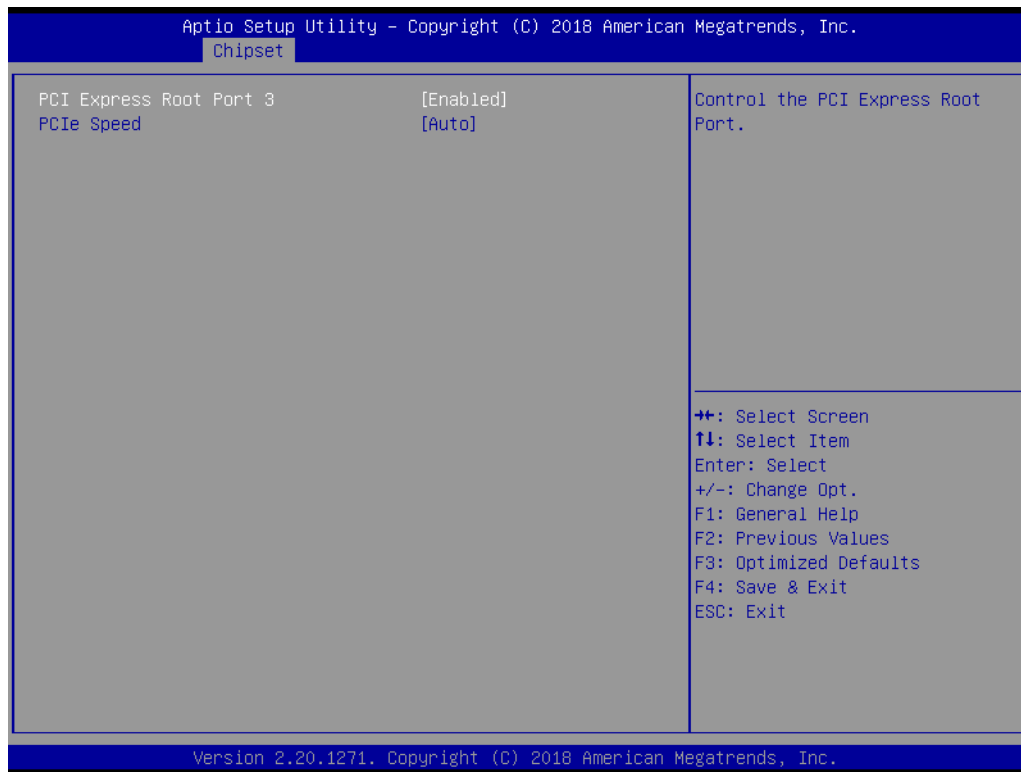 Aptio Setup Utility – Copyright (C) 2018 American Megatrends, Inc.
Chipset
PCI Express Root Port 3 [Enabled]
PCIe Speed [Auto]
Control the PCI Express Root
Port.
→←: Select Screen
↑↓: Select Item
Enter: Select
+/-: Change Opt.
F1: General Help
F2: Previous Values
F3: Optimized Defaults
F4: Save & Exit
ESC: Exit
Version 2.20.1271. Copyright (C) 2018 American Megatrends, Inc.